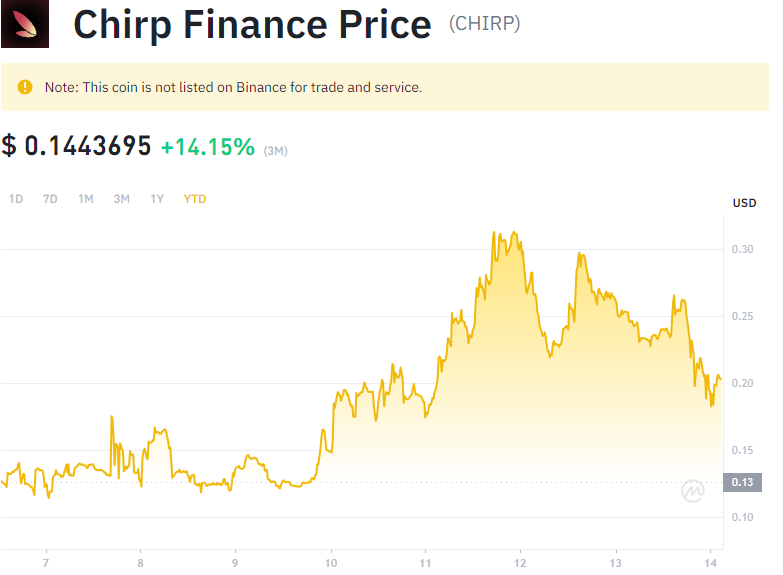 Chirp Finance Price (CHIRP)
Note: This coin is not listed on Binance for trade and service.
$ 0.1443695 +14.15% (3M)
1D 7D 1M 3M 1Y YTD
USD
0.30
0.25
0.20
0.15
0.13
0.10
7 8 9 10 11 12 13 14